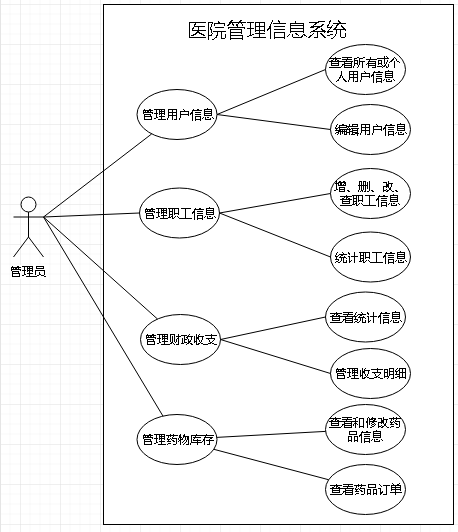 医院管理信息系统
查看所有或个
人用户信息
管理用户信息
编辑用户信息
增、删、改、
查职工信息
管理职工信息
统计职工信息
管理员
查看统计信息
管理财政收支
管理收支明细
查看和修改药
品信息
管理药物库存
查看药品订单